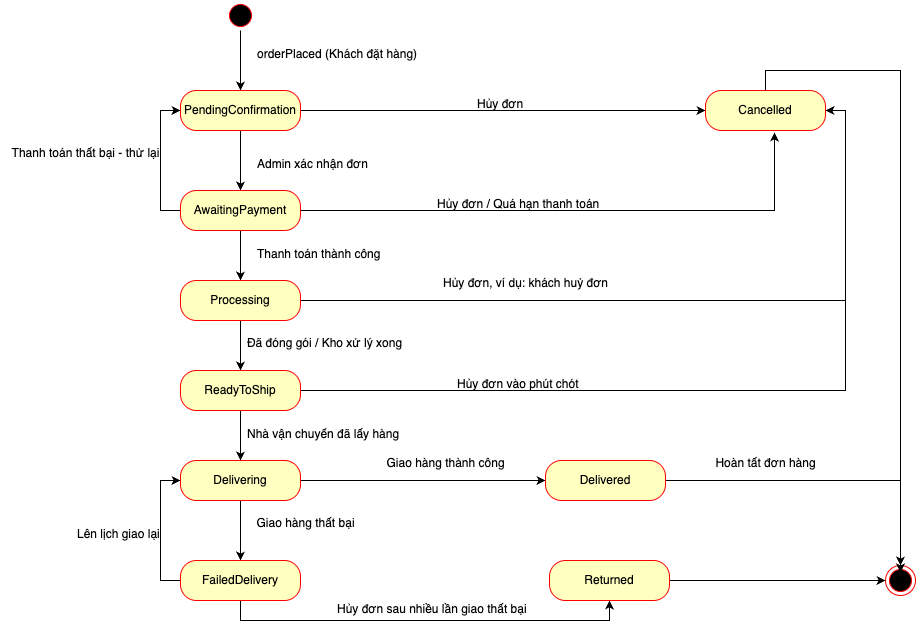 orderPlaced (Khách đặt hàng)
PendingConfirmation
Hủy đơn
Cancelled
Thanh toán thất bại - thử lại
Admin xác nhận đơn
AwaitingPayment
Hủy đơn / Quá hạn thanh toán
Thanh toán thành công
Hủy đơn, ví dụ: khách huỷ đơn
Processing
Đã đóng gói / Kho xử lý xong
ReadyToShip
Hủy đơn vào phút chót
Nhà vận chuyển đã lấy hàng
Giao hàng thành công
Hoàn tất đơn hàng
Delivering
Delivered
Giao hàng thất bại
Lên lịch giao lại
FailedDelivery
Returned
Hủy đơn sau nhiều lần giao thất bại